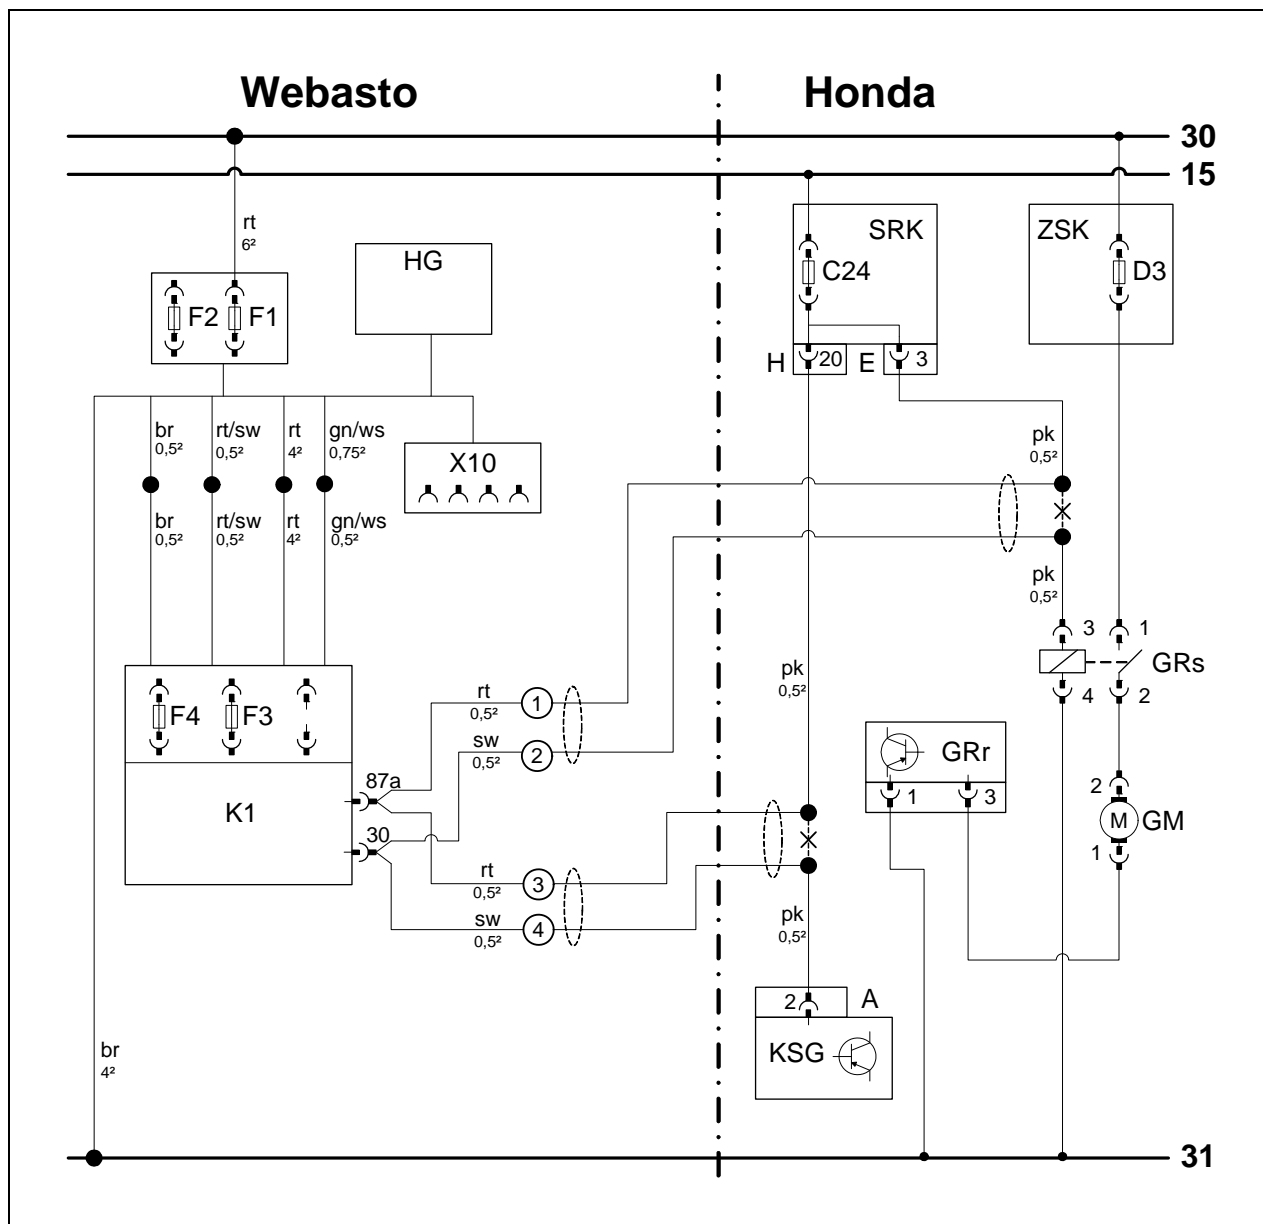 Webasto
Honda
30
15
rt
6²
HG
SRK
ZSK
C24
D3
F2
F1
H
20
E
3
br
0,5²
rt/sw
0,5²
rt
4²
gn/ws
0,75²
X10
pk
0,5²
br
0,5²
rt/sw
0,5²
rt
4²
gn/ws
0,5²
pk
0,5²
3
1
GRs
4
2
pk
0,5²
rt
0,5²
1
F4
F3
sw
0,5²
2
GRr
1
3
87a
K1
30
2
M
GM
1
rt
0,5²
3
sw
0,5²
4
pk
0,5²
2
A
KSG
br
4²
31